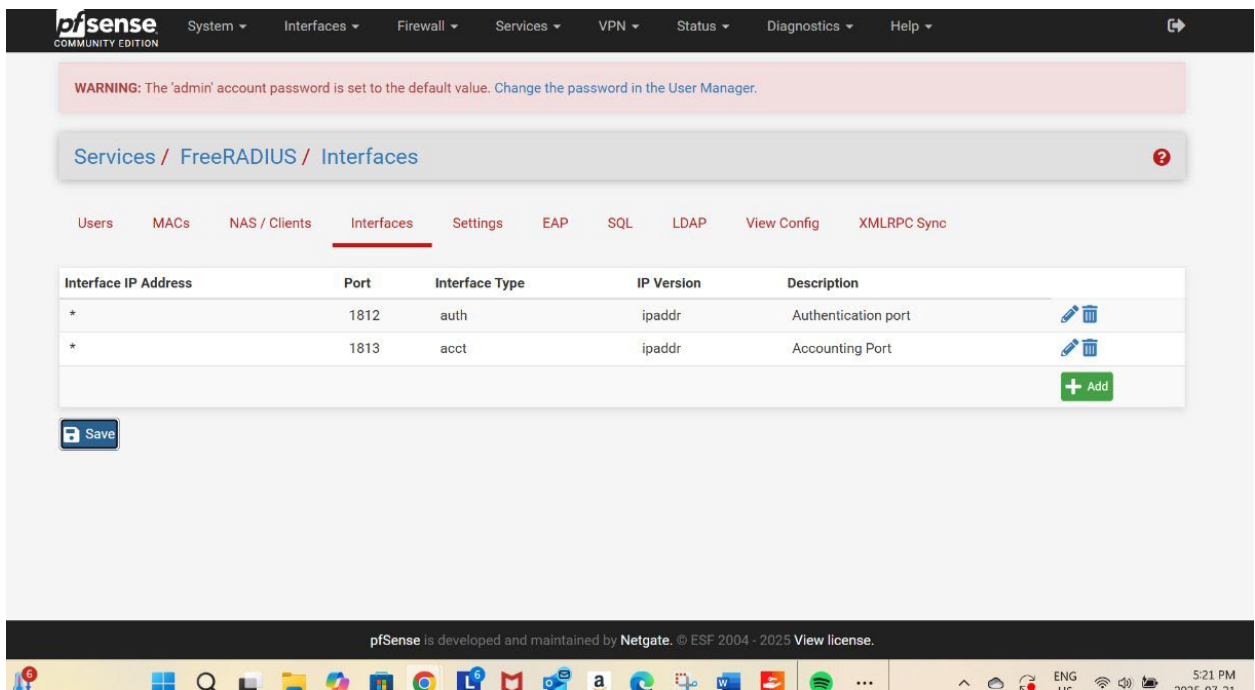 pfsense System Interfaces Firewall Services VPN Status Diagnostics Help
COMMUNITY EDITION
WARNING: The 'admin' account password is set to the default value. Change the password in the User Manager.
Services / FreeRADIUS / Interfaces
Users MACs NAS / Clients Interfaces Settings EAP SQL LDAP View Config XMLRPC Sync
Interface IP Address Port Interface Type IP Version Description
* 1812 auth ipaddr Authentication port
* 1813 acct ipaddr Accounting Port
Add
Save
pfSense is developed and maintained by Netgate. © ESF 2004 - 2025 View license.
ENG 5:21 PM
US 2025-07-21